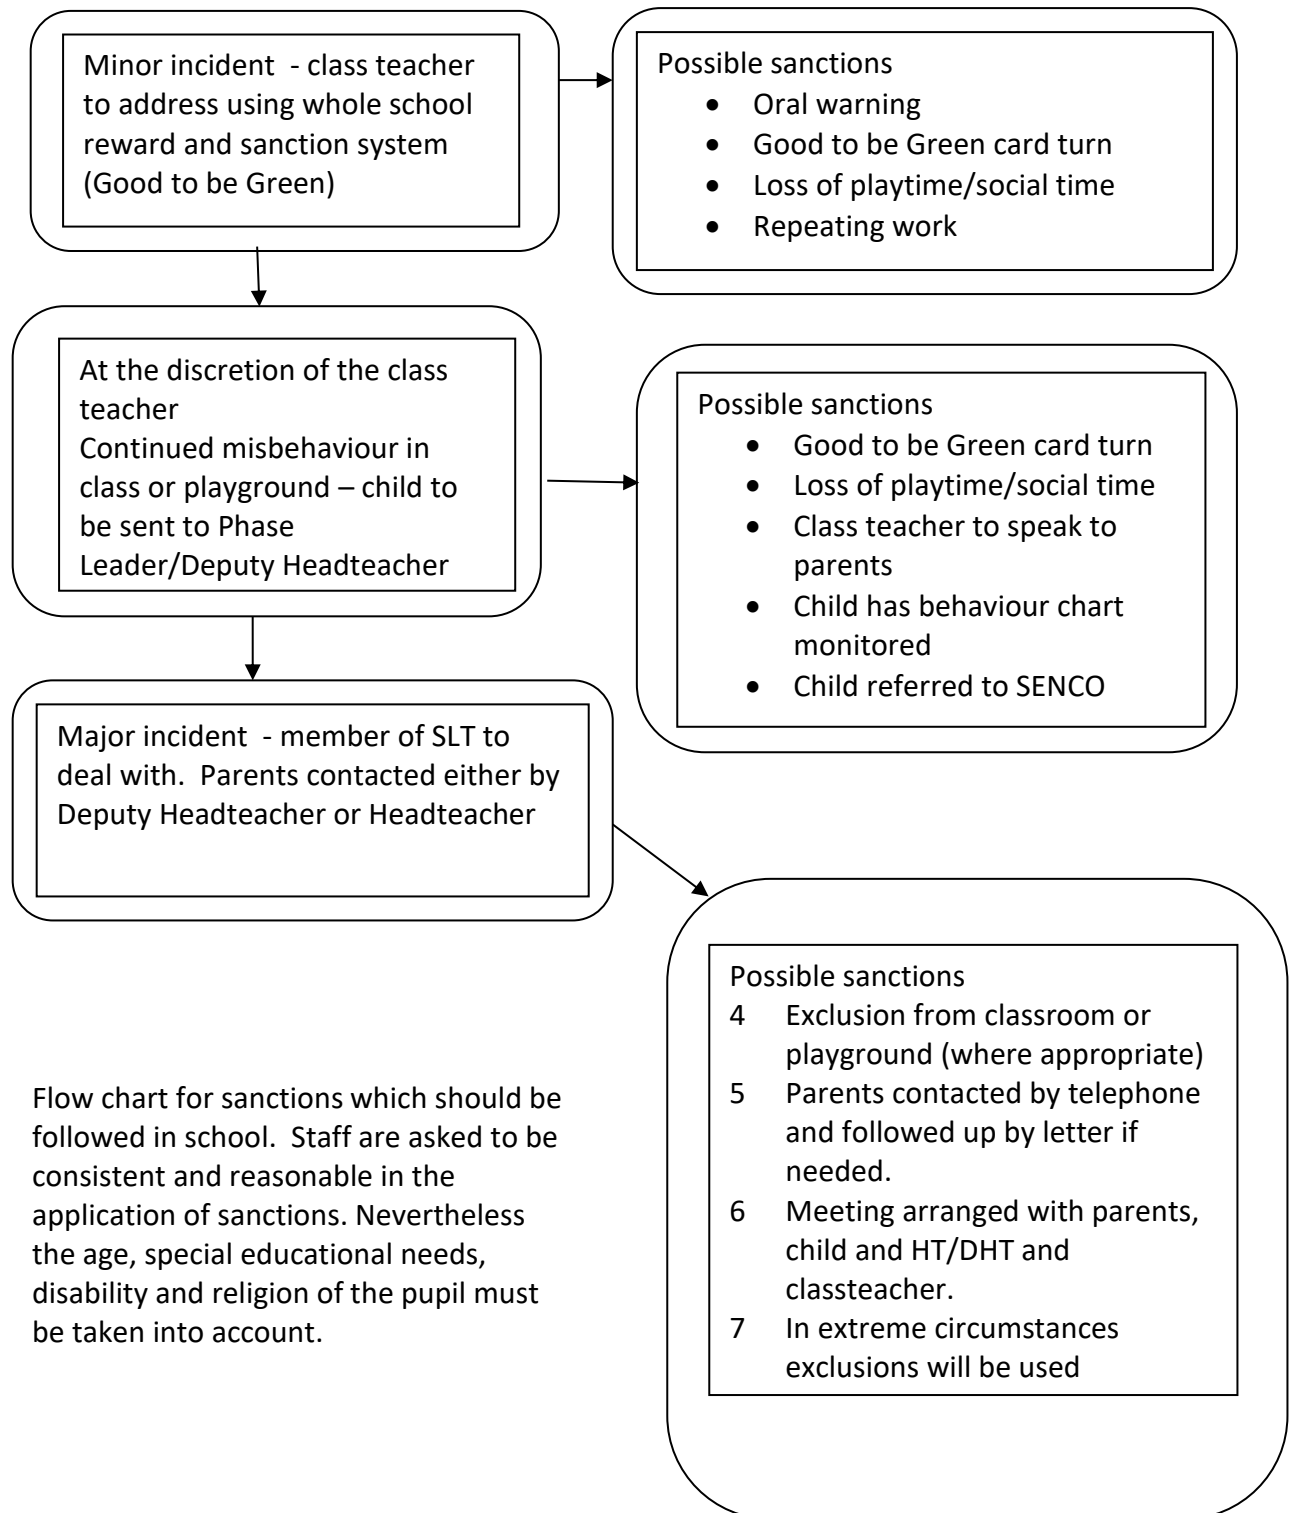 Minor incident  - class teacher
to address using whole school
reward and sanction system
(Good to be Green)
Possible sanctions
• Oral warning
• Good to be Green card turn
• Loss of playtime/social time
• Repeating work
At the discretion of the class
teacher
Continued misbehaviour in
class or playground – child to
be sent to Phase
Leader/Deputy Headteacher
Possible sanctions
• Good to be Green card turn
• Loss of playtime/social time
• Class teacher to speak to
parents
• Child has behaviour chart
monitored
• Child referred to SENCO
Major incident  - member of SLT to
deal with.  Parents contacted either by
Deputy Headteacher or Headteacher
Possible sanctions
4 Exclusion from classroom or
playground (where appropriate)
5 Parents contacted by telephone
and followed up by letter if
needed.
6 Meeting arranged with parents,
child and HT/DHT and
classteacher.
7 In extreme circumstances
exclusions will be used
Flow chart for sanctions which should be
followed in school.  Staff are asked to be
consistent and reasonable in the
application of sanctions. Nevertheless
the age, special educational needs,
disability and religion of the pupil must
be taken into account.